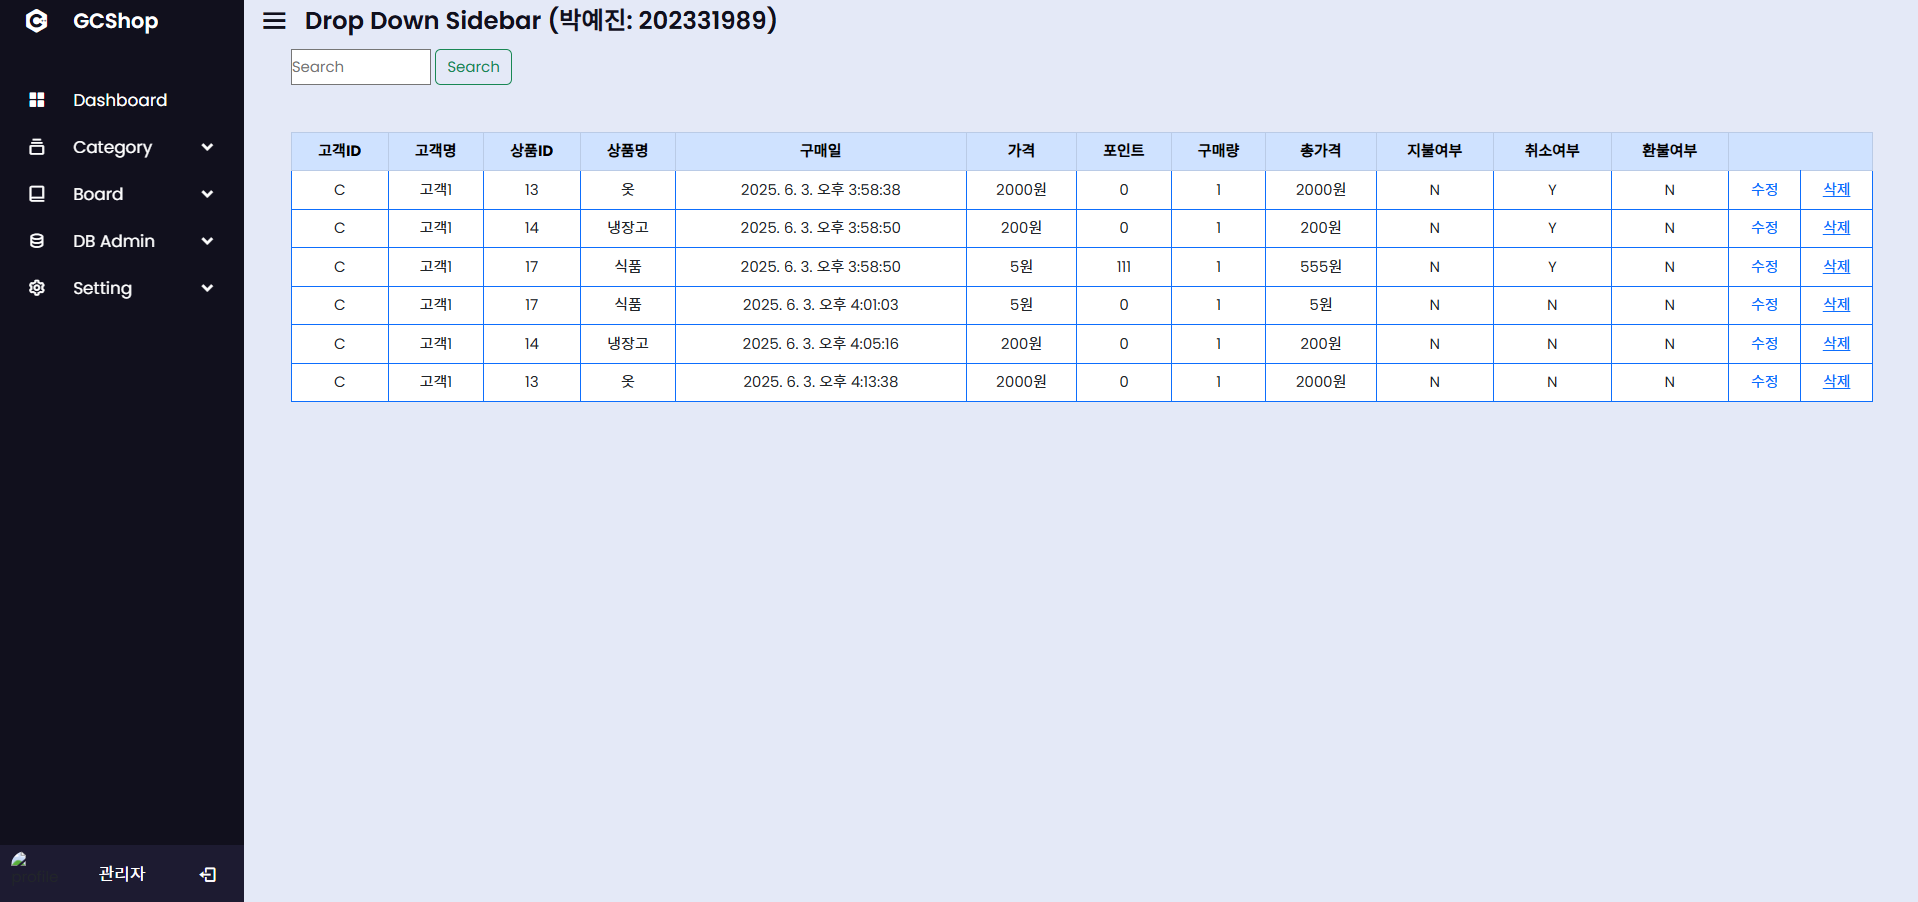 GCShop
Drop Down Sidebar (박예진: 202331989)
Search Search
Dashboard
Category
Board
DB Admin
Setting
고객ID 고객명 상품ID 상품명 구매일 가격 포인트 구매량 총가격 지불여부 취소여부 환불여부
C 고객1 13 옷 2025. 6. 3. 오후 3:58:38 2000원 0 1 2000원 N Y N 수정 삭제
C 고객1 14 냉장고 2025. 6. 3. 오후 3:58:50 200원 0 1 200원 N Y N 수정 삭제
C 고객1 17 식품 2025. 6. 3. 오후 3:58:50 5원 111 1 555원 N Y N 수정 삭제
C 고객1 17 식품 2025. 6. 3. 오후 4:01:03 5원 0 1 5원 N N N 수정 삭제
C 고객1 14 냉장고 2025. 6. 3. 오후 4:05:16 200원 0 1 200원 N N N 수정 삭제
C 고객1 13 옷 2025. 6. 3. 오후 4:13:38 2000원 0 1 2000원 N N N 수정 삭제
profile 관리자